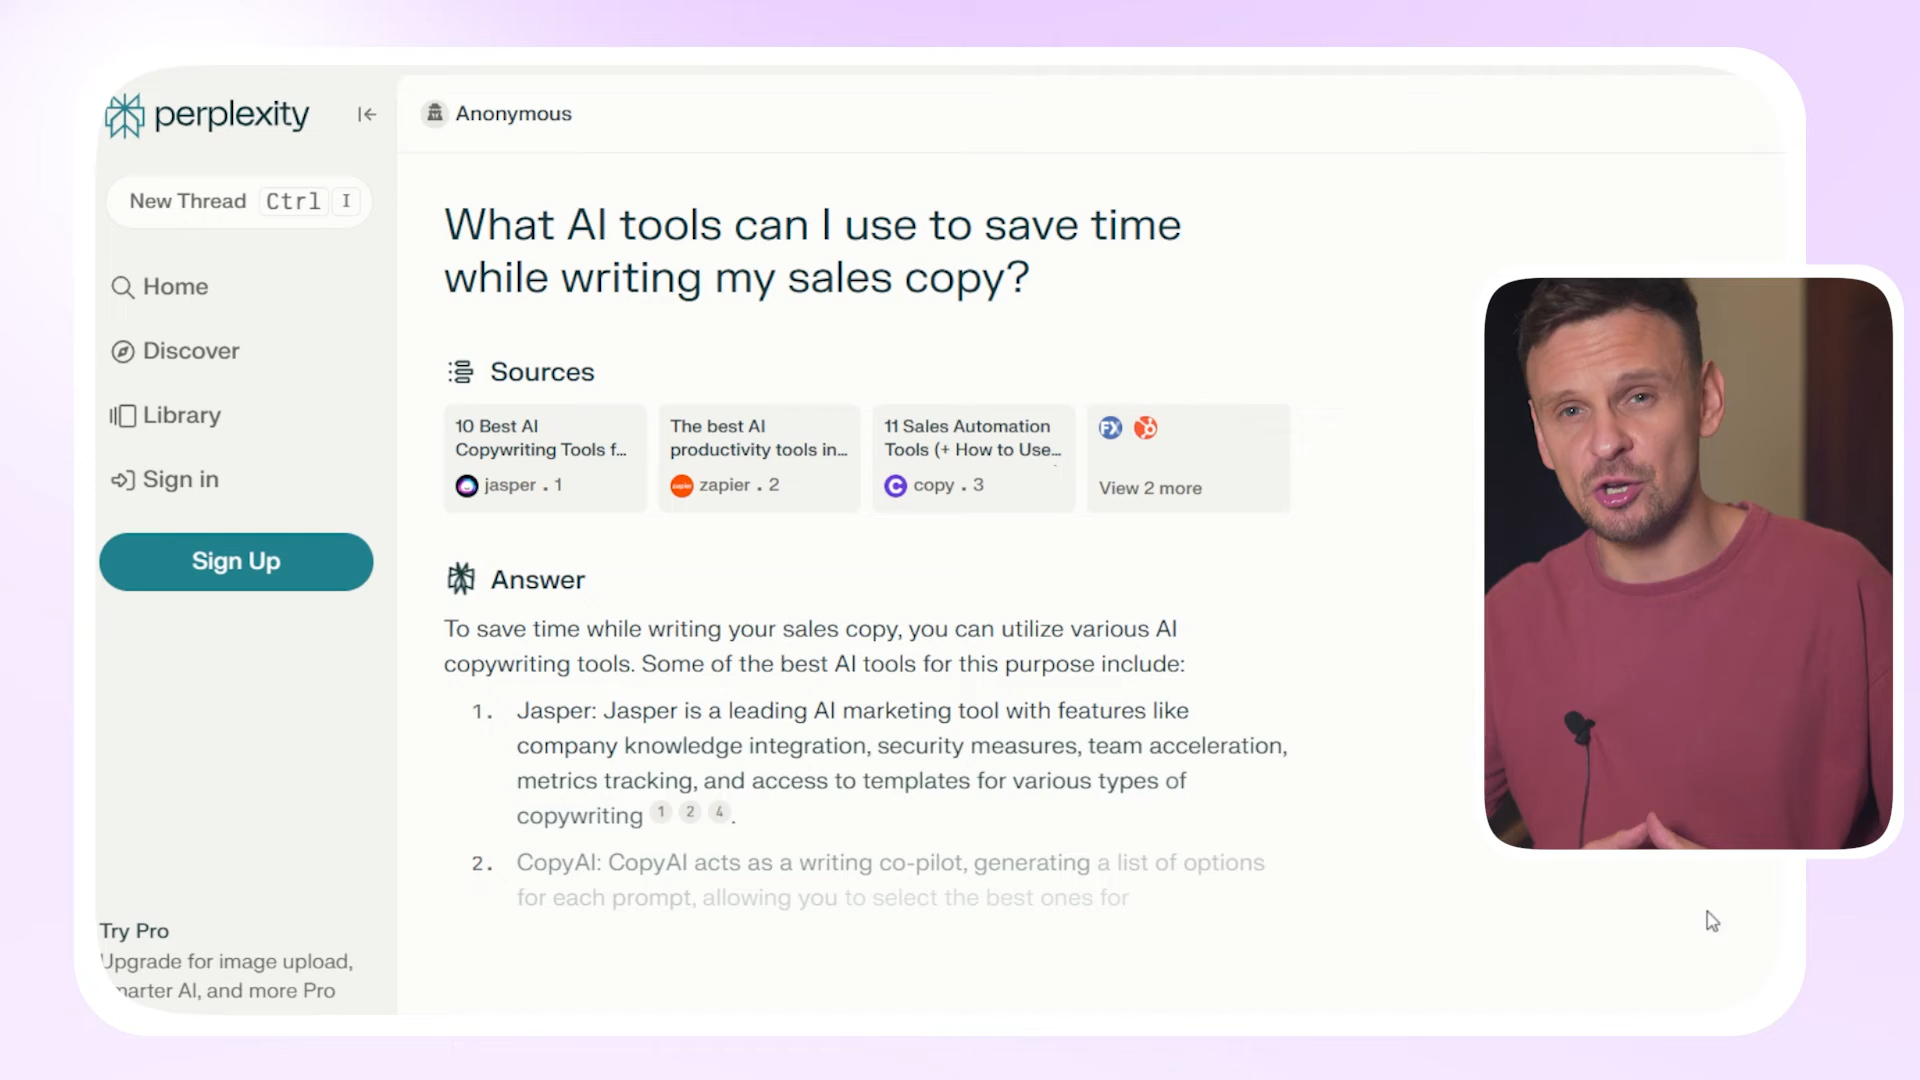 perplexity
Anonymous
New Thread Ctrl I
Home
Discover
Library
Sign in
Sign Up
Try Pro
Upgrade for image upload,
marter AI, and more Pro
What AI tools can I use to save time
while writing my sales copy?
Sources
10 Best AI
Copywriting Tools f...
jasper . 1
The best AI
productivity tools in...
zapier . 2
11 Sales Automation
Tools (+ How to Use...
copy . 3
FX
View 2 more
Answer
To save time while writing your sales copy, you can utilize various AI
copywriting tools. Some of the best AI tools for this purpose include:
1. Jasper: Jasper is a leading AI marketing tool with features like
company knowledge integration, security measures, team acceleration,
metrics tracking, and access to templates for various types of
copywriting 1 2 4 .
2. CopyAI: CopyAI acts as a writing co-pilot, generating a list of options
for each prompt, allowing you to select the best ones for